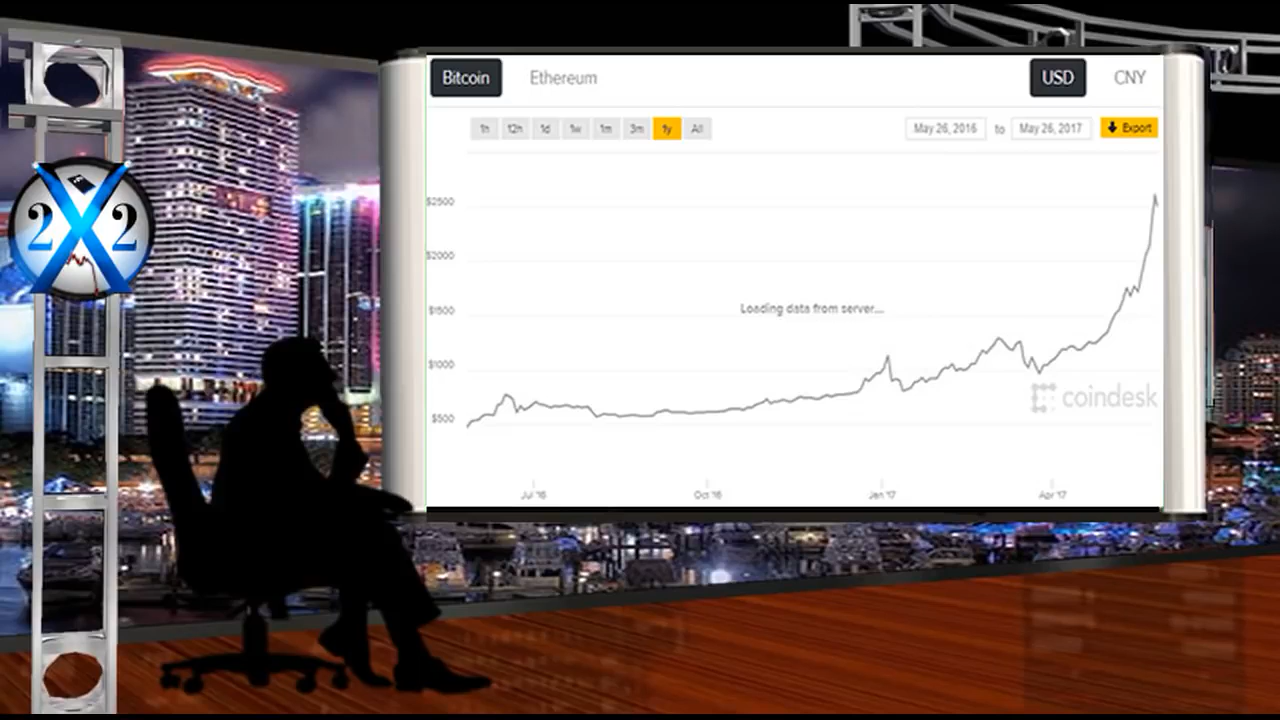 Bitcoin Ethereum USD CNY
1h 12h 1d 1w 1m 3m 1y All May 26, 2016 to May 26, 2017 Export
$2500
$2000
$1500
Loading data from server...
$1000
coindesk
$500
Jul '16 Oct '16 Jan '17 Apr '17
2X2